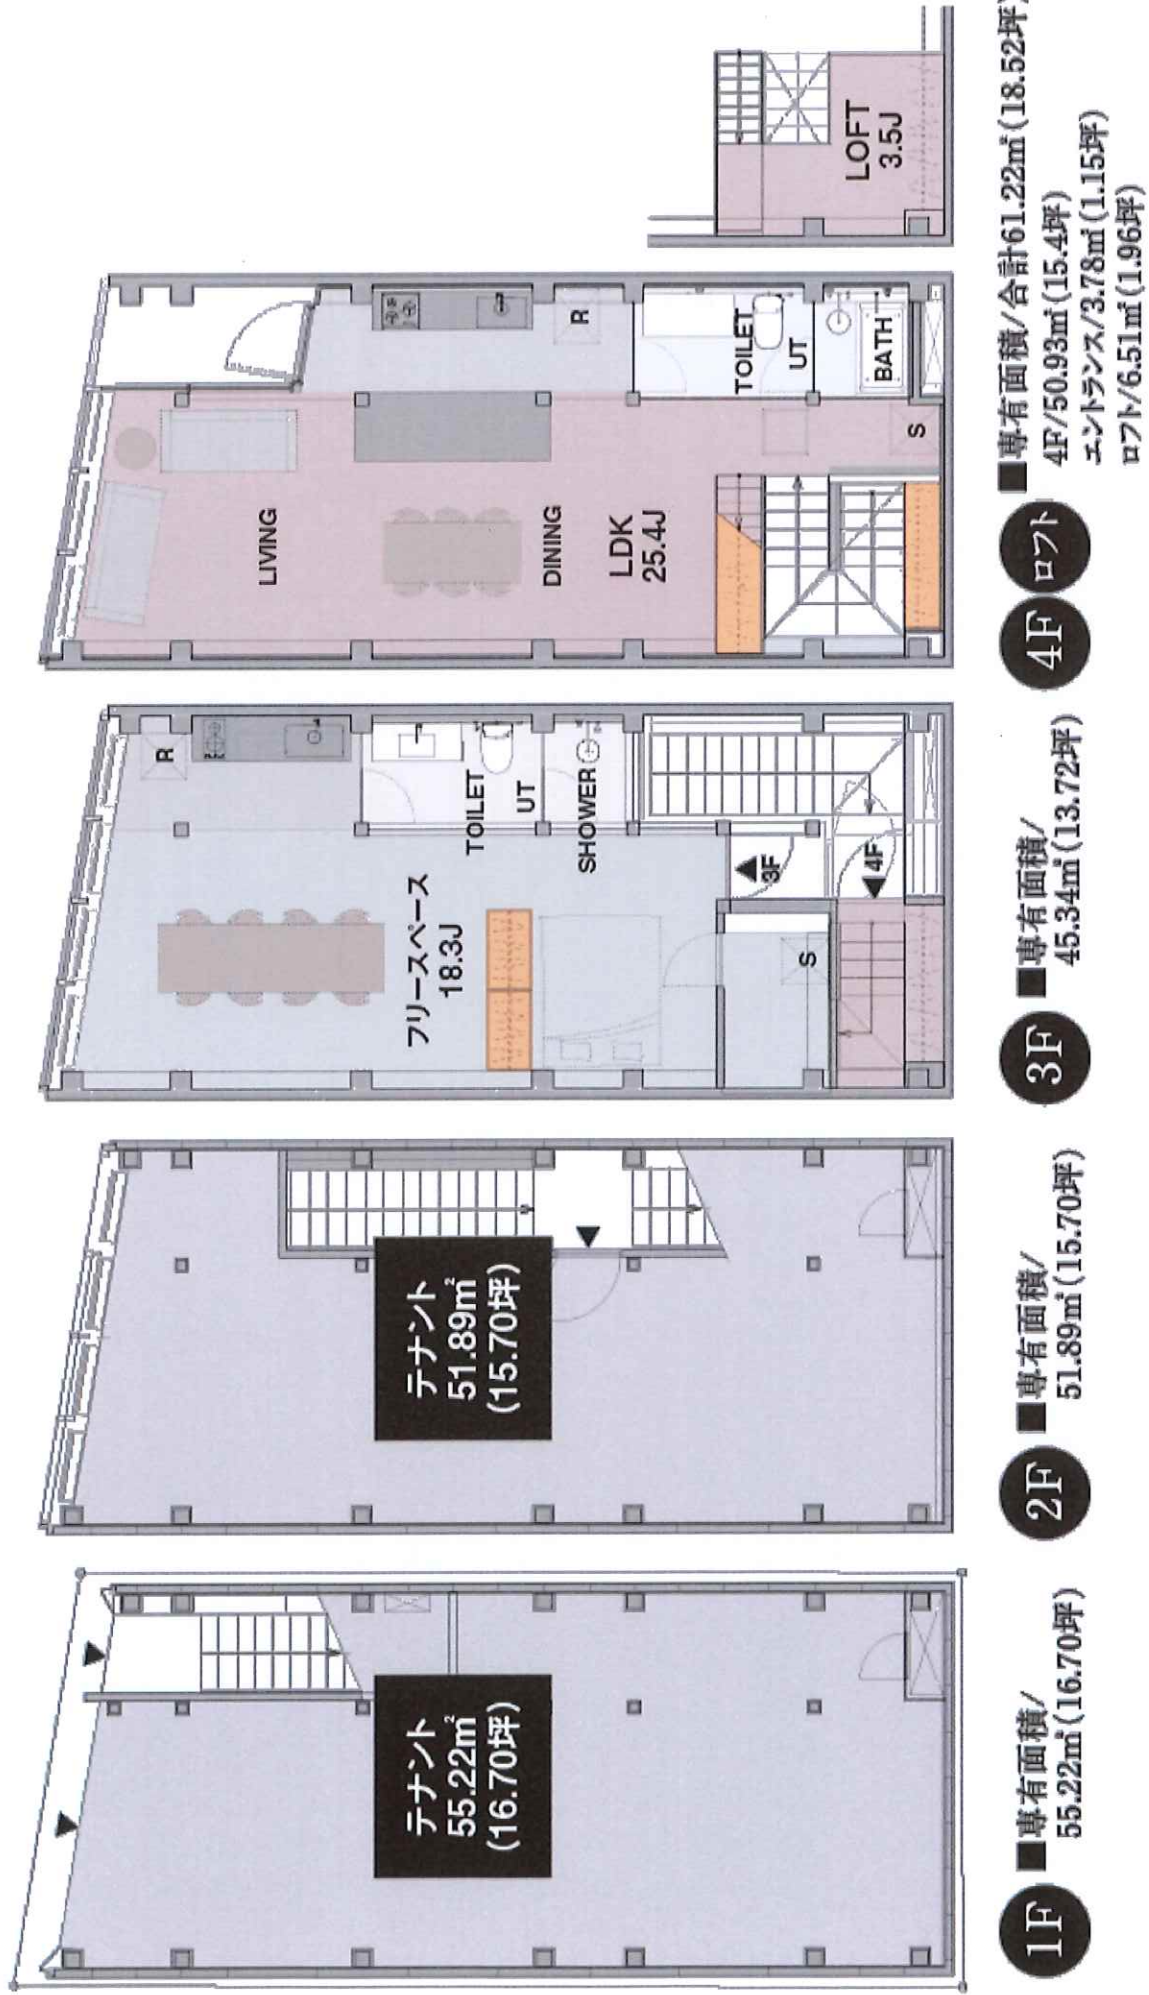 テナント
55.22㎡
(16.70坪)
1F
■専有面積/
55.22㎡(16.70坪)
テナント
51.89㎡
(15.70坪)
2F
■専有面積/
51.89㎡(15.70坪)
R
TOILET
UT
SHOWER
フリースペース
18.3J
3F
4F
S
3F
■専有面積/
45.34㎡(13.72坪)
LIVING
DINING
LDK
25.4J
R
TOILET
UT
BATH
S
LOFT
3.5J
4F
ロフト
■専有面積/合計61.22㎡(18.52坪)
4F/50.93㎡(15.4坪)
エントランス/3.78㎡(1.15坪)
ロフト/6.51㎡(1.96坪)